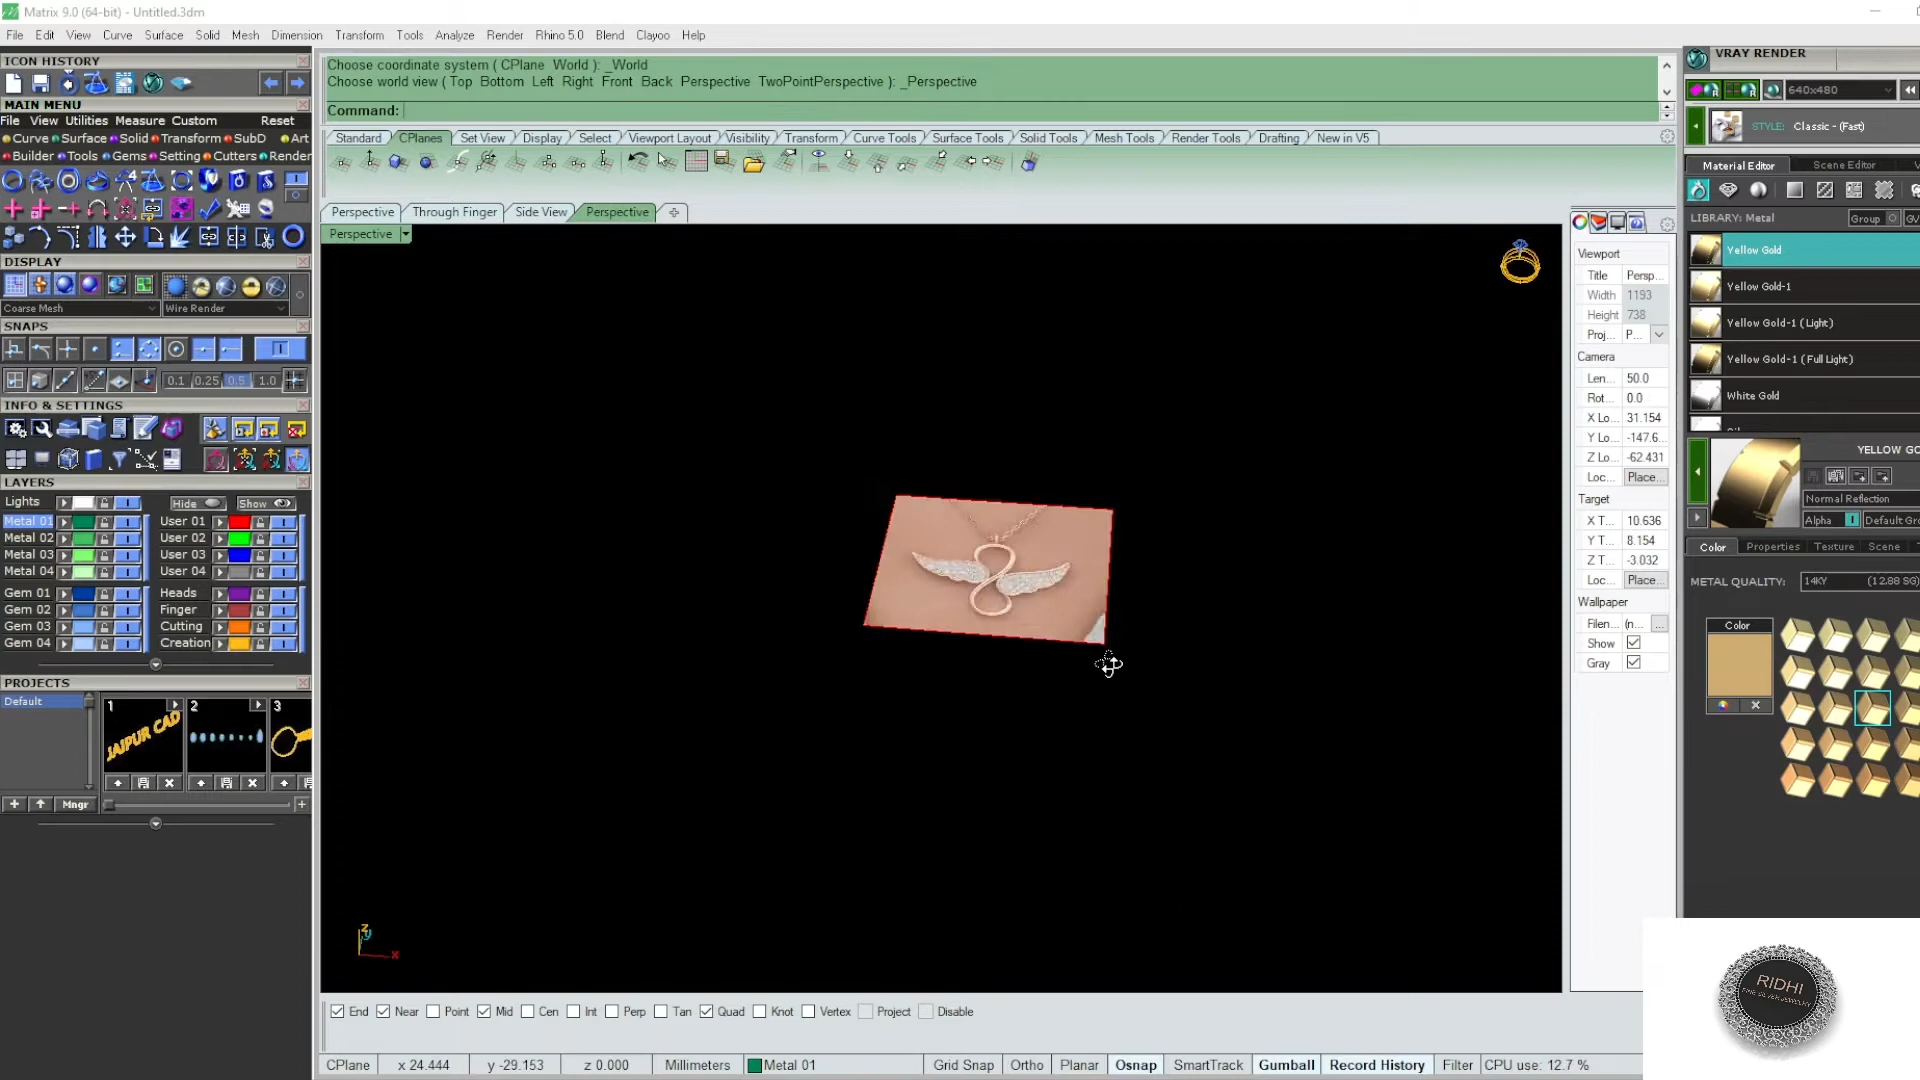 Matrix 9.0 (64-bit) - Untitled.3dm
File Edit View Curve Surface Solid Mesh Dimension Transform Tools Analyze Render Rhino 5.0 Blend Clayoo Help
ICON HISTORY
MAIN MENU
File View Utilities Measure Custom Reset
Curve Surface Solid Transform SubD Art
Builder Tools Gems Setting Cutters Render
DISPLAY
Coarse Mesh Wire Render
SNAPS
0.1 0.25 0.5 1.0
INFO & SETTINGS
LAYERS
Lights Hide Show
Metal 01 User 01
Metal 02 User 02
Metal 03 User 03
Metal 04 User 04
Gem 01 Heads
Gem 02 Finger
Gem 03 Cutting
Gem 04 Creation
PROJECTS
Default
1 2 3
JAIPUR CAD
Mngr
Choose coordinate system ( CPlane World ): _World
Choose world view ( Top Bottom Left Right Front Back Perspective TwoPointPerspective ): _Perspective
Command:
Standard CPlanes Set View Display Select Viewport Layout Visibility Transform Curve Tools Surface Tools Solid Tools Mesh Tools Render Tools Drafting New in V5
Perspective Through Finger Side View Perspective
Perspective
z
y
x
Viewport
Title Persp...
Width 1193
Height 738
Proj... P...
Camera
Len... 50.0
Rot... 0.0
X Lo... 31.154
Y Lo... -147.6...
Z Lo... -62.431
Loc... Place...
Target
X T... 10.636
Y T... 8.154
Z T... -3.032
Loc... Place...
Wallpaper
Filen... (n... ...
Show
Gray
VRAY RENDER
640x480
STYLE: Classic - (Fast)
Material Editor Scene Editor
LIBRARY: Metal Group GV
Yellow Gold
Yellow Gold-1
Yellow Gold-1 (Light)
Yellow Gold-1 (Full Light)
White Gold
YELLOW GO
Normal Reflection
Alpha Default Gro
Color Properties Texture Scene
METAL QUALITY: 14KY (12.88 SG)
Color
RIDHI
FINE SILVER JEWELRY
End Near Point Mid Cen Int Perp Tan Quad Knot Vertex Project Disable
CPlane x 24.444 y -29.153 z 0.000 Millimeters Metal 01 Grid Snap Ortho Planar Osnap SmartTrack Gumball Record History Filter CPU use: 12.7 %